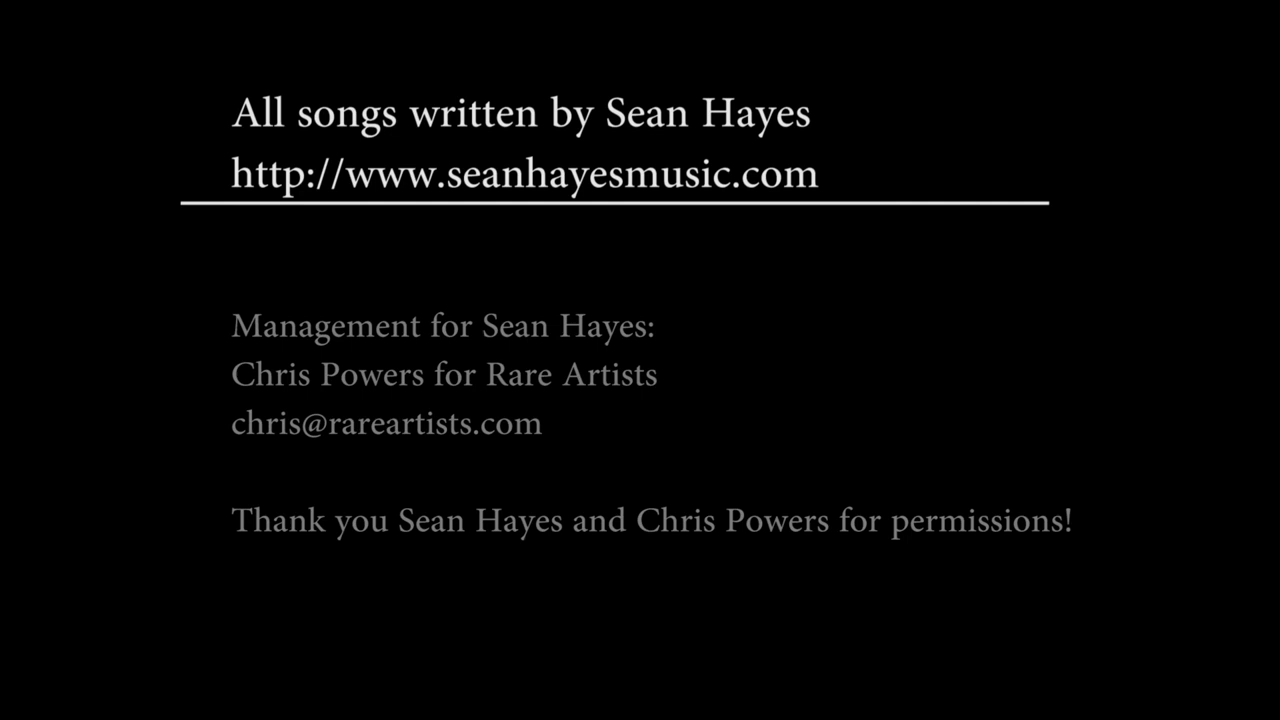 All songs written by Sean Hayes
http://www.seanhayesmusic.com
Management for Sean Hayes:
Chris Powers for Rare Artists
chris@rareartists.com
Thank you Sean Hayes and Chris Powers for permissions!